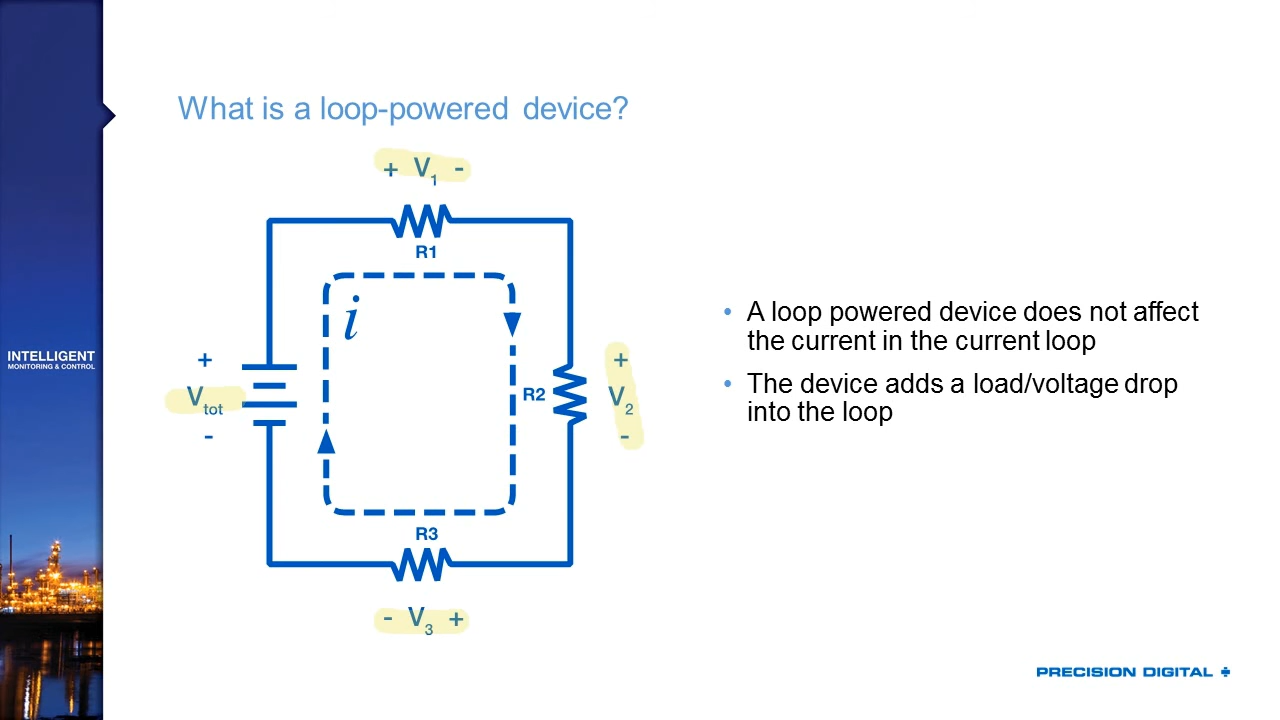 What is a loop-powered device?
+ V1 -
R1
i
+
Vtot
-
R2
+
V2
-
R3
- V3 +
• A loop powered device does not affect
the current in the current loop
• The device adds a load/voltage drop
into the loop
INTELLIGENT
MONITORING & CONTROL
PRECISION DIGITAL